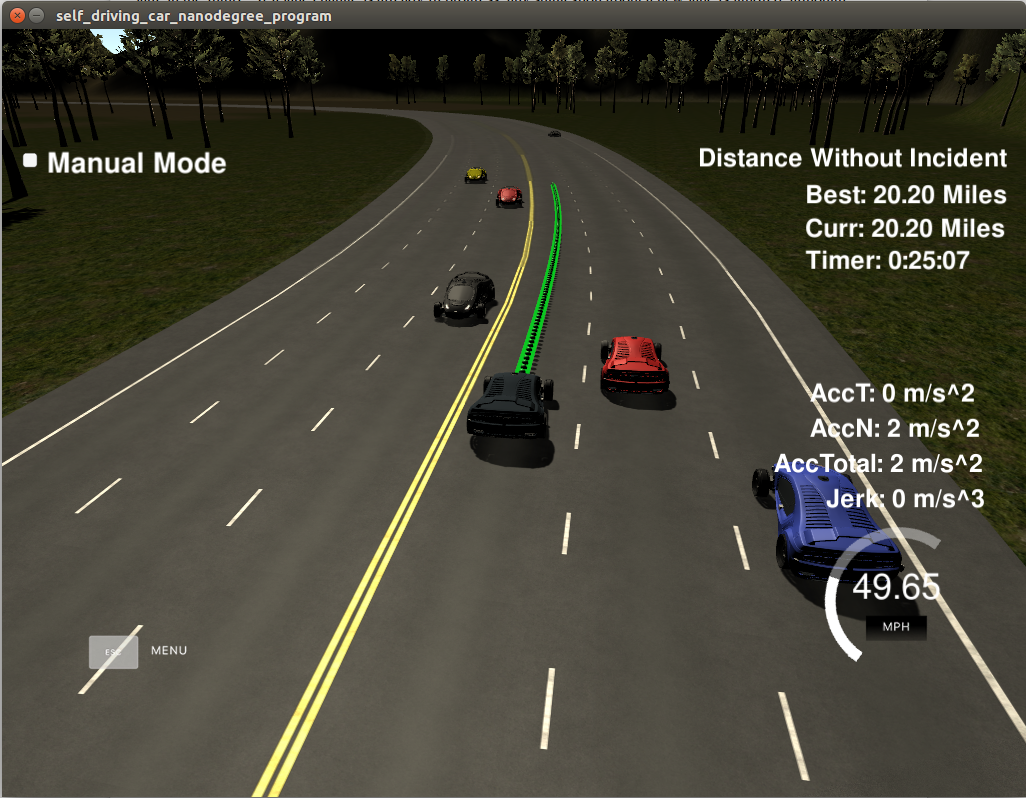 self_driving_car_nanodegree_program
Manual Mode
Distance Without Incident
Best: 20.20 Miles
Curr: 20.20 Miles
Timer: 0:25:07
AccT: 0 m/s^2
AccN: 2 m/s^2
AccTotal: 2 m/s^2
Jerk: 0 m/s^3
49.65
MPH
ESC MENU